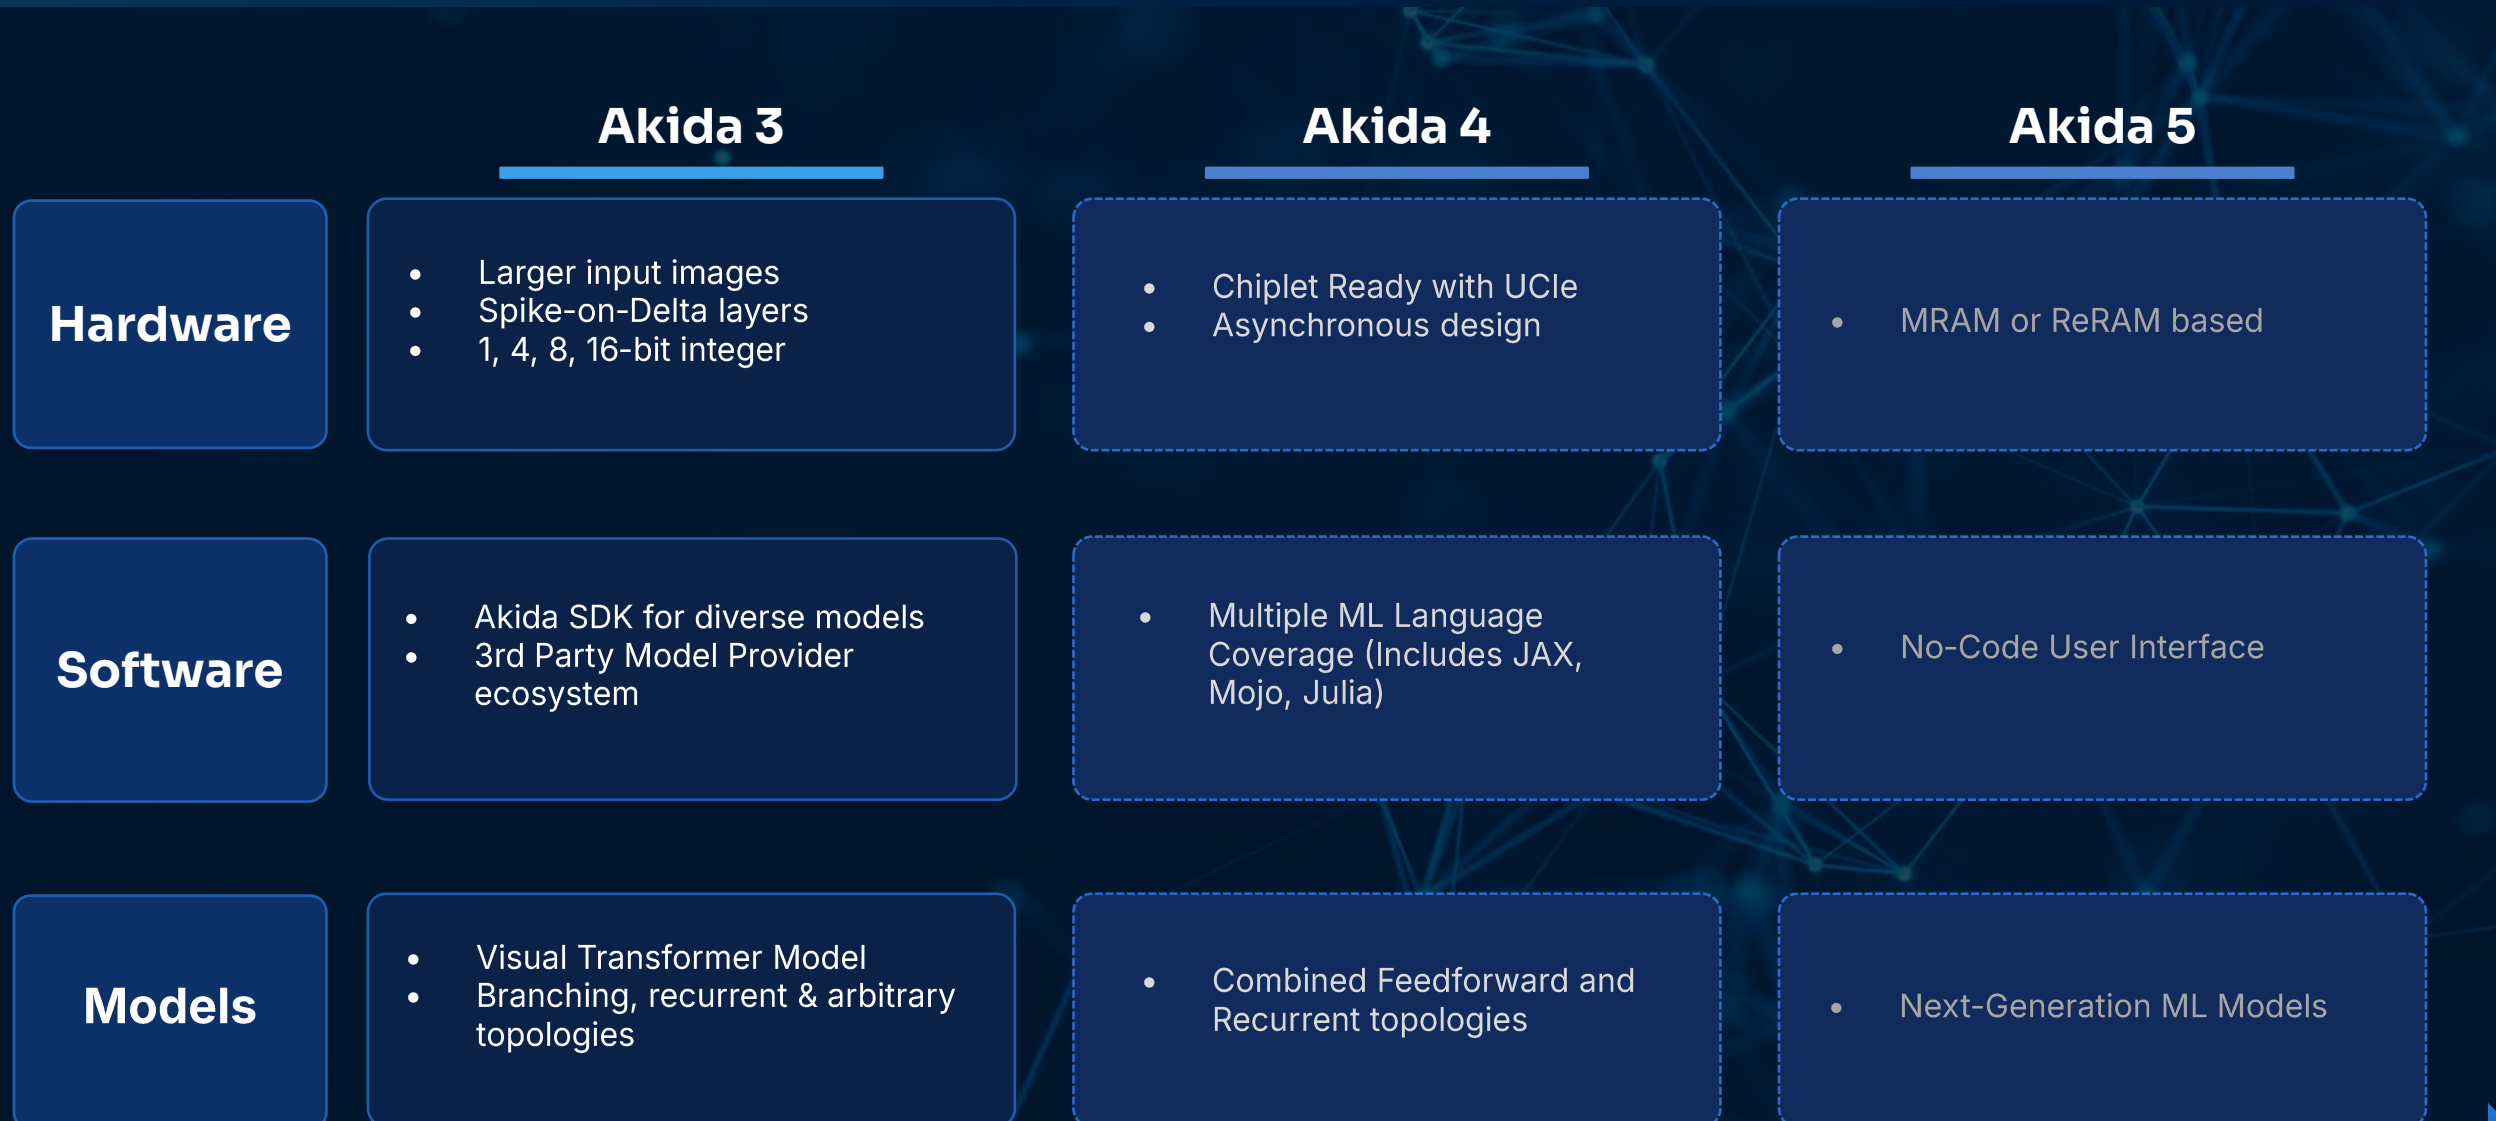 Akida 3
Akida 4
Akida 5
Hardware
• Larger input images
• Spike-on-Delta layers
• 1, 4, 8, 16-bit integer
• Chiplet Ready with UCIe
• Asynchronous design
• MRAM or ReRAM based
Software
• Akida SDK for diverse models
• 3rd Party Model Provider
ecosystem
• Multiple ML Language
Coverage (Includes JAX,
Mojo, Julia)
• No-Code User Interface
Models
• Visual Transformer Model
• Branching, recurrent & arbitrary
topologies
• Combined Feedforward and
Recurrent topologies
• Next-Generation ML Models